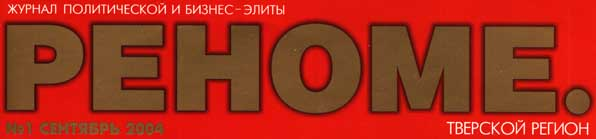 ЖУРНАЛ ПОЛИТИЧЕСКОЙ И БИЗНЕС-ЭЛИТЫ
РЕНОМЕ.
№1 СЕНТЯБРЬ 2004
ТВЕРСКОЙ РЕГИОН